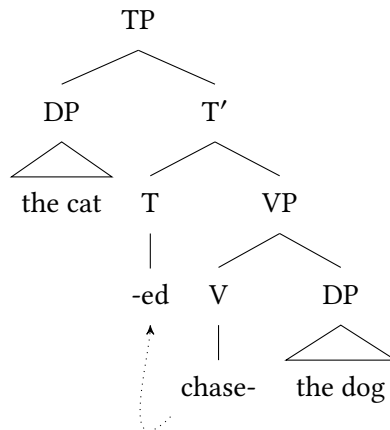 TP
DP T′
the cat T VP
-ed V DP
chase- the dog